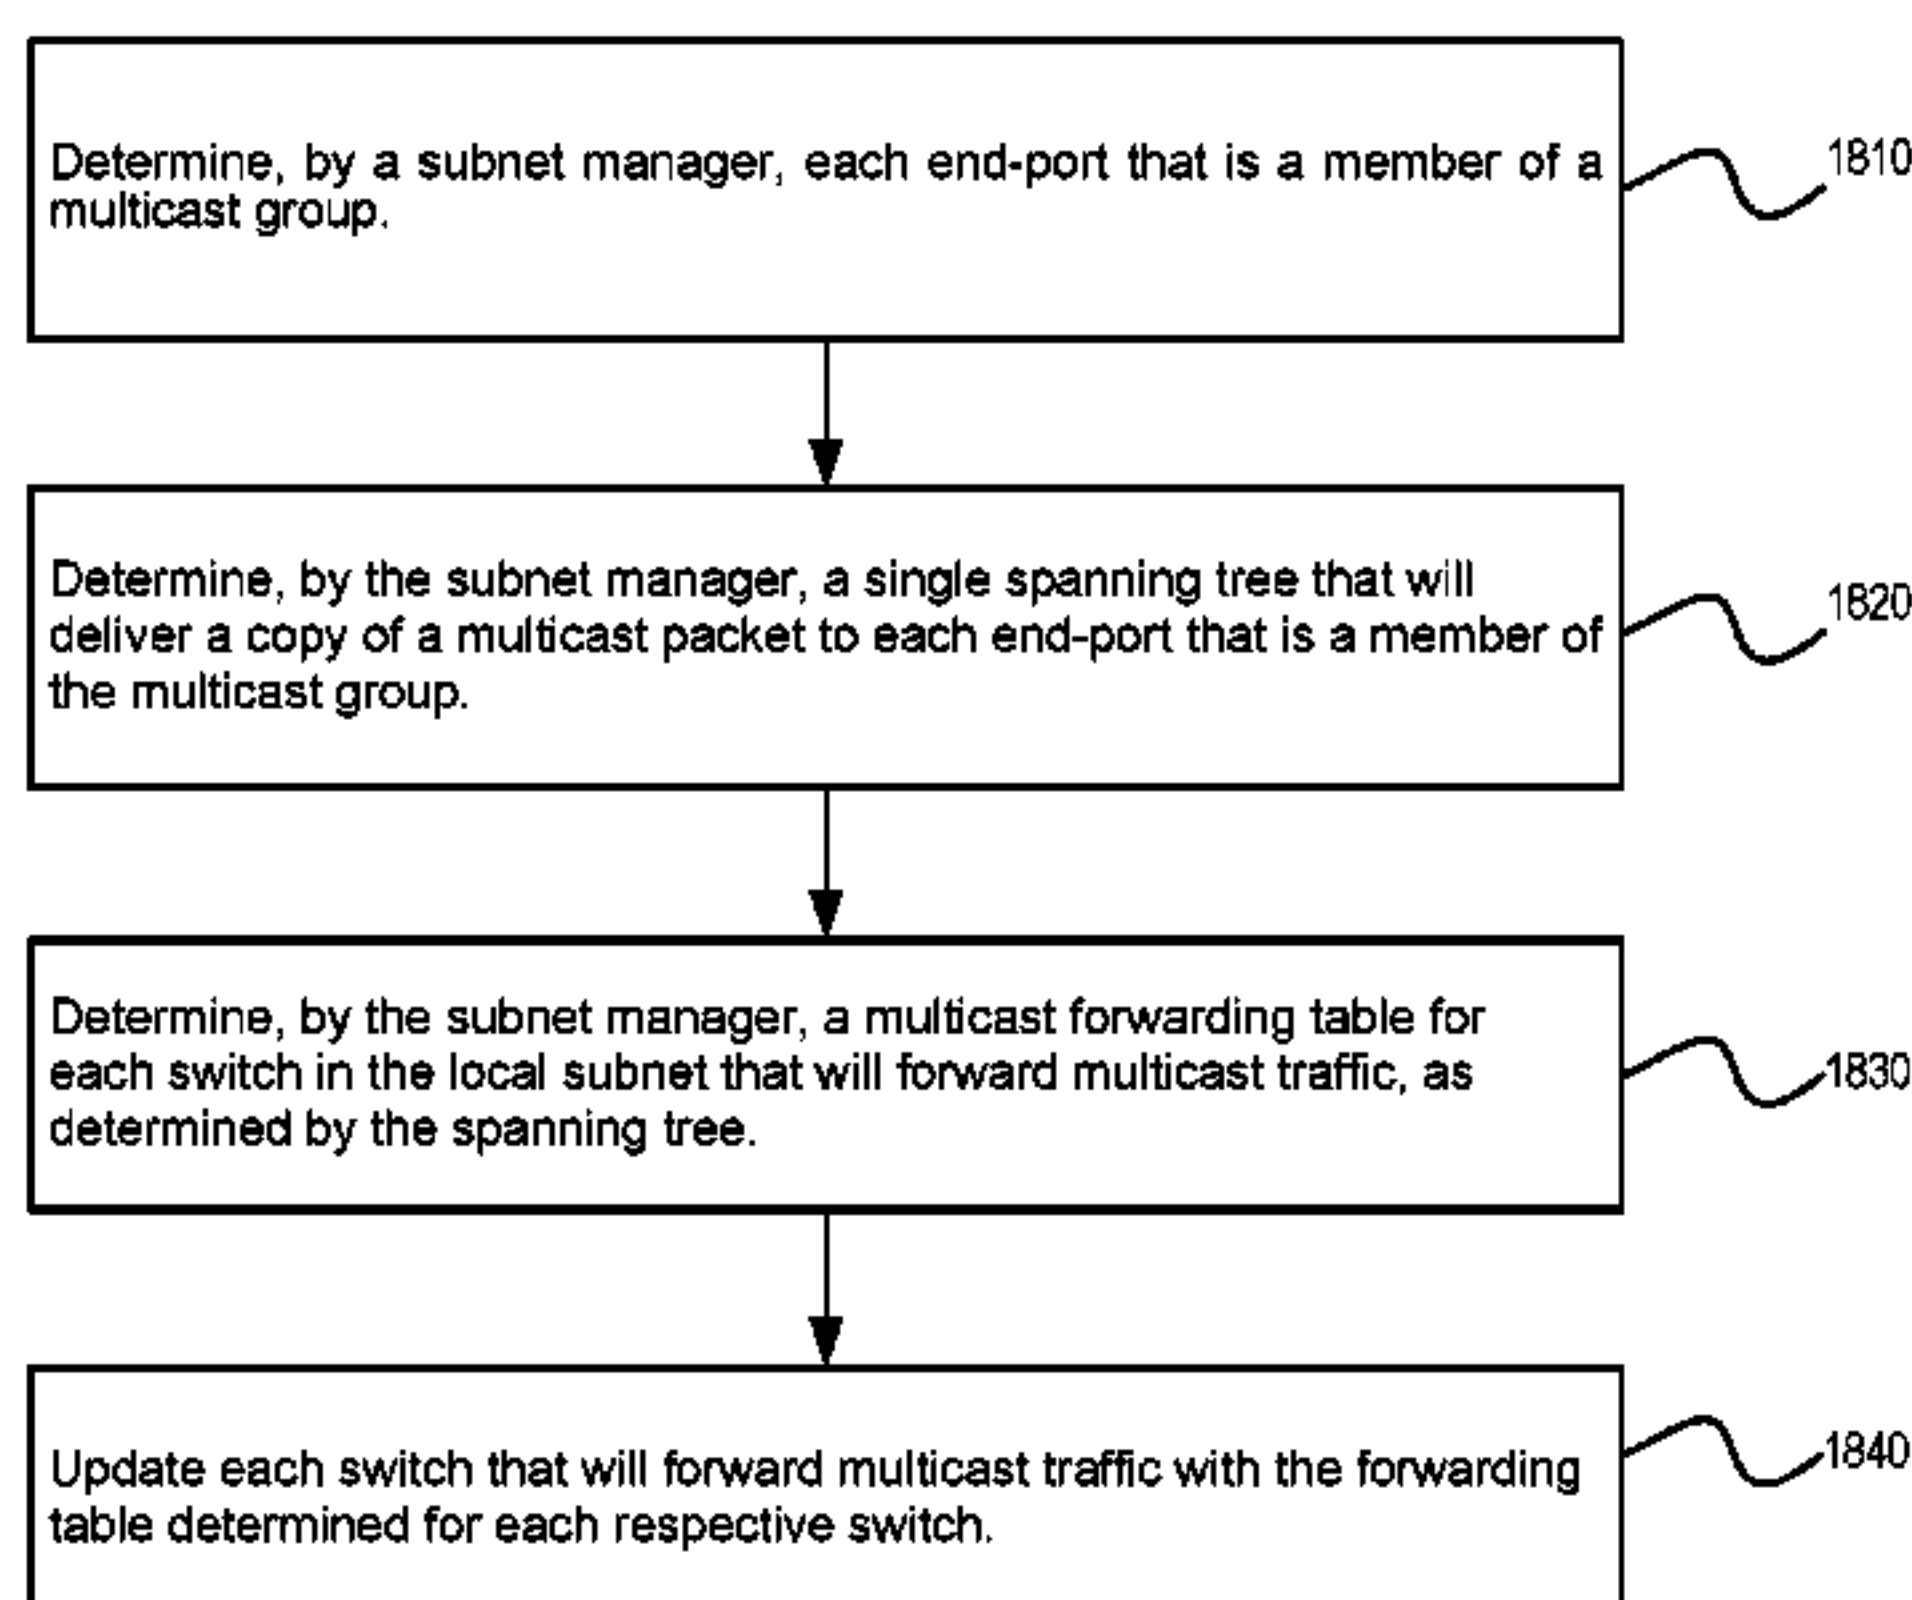 Determine, by a subnet manager, each end-port that is a member of a
multicast group.
1810
Determine, by the subnet manager, a single spanning tree that will
deliver a copy of a multicast packet to each end-port that is a member of
the multicast group.
1820
Determine, by the subnet manager, a multicast forwarding table for
each switch in the local subnet that will forward multicast traffic, as
determined by the spanning tree.
1830
Update each switch that will forward multicast traffic with the forwarding
table determined for each respective switch.
1840